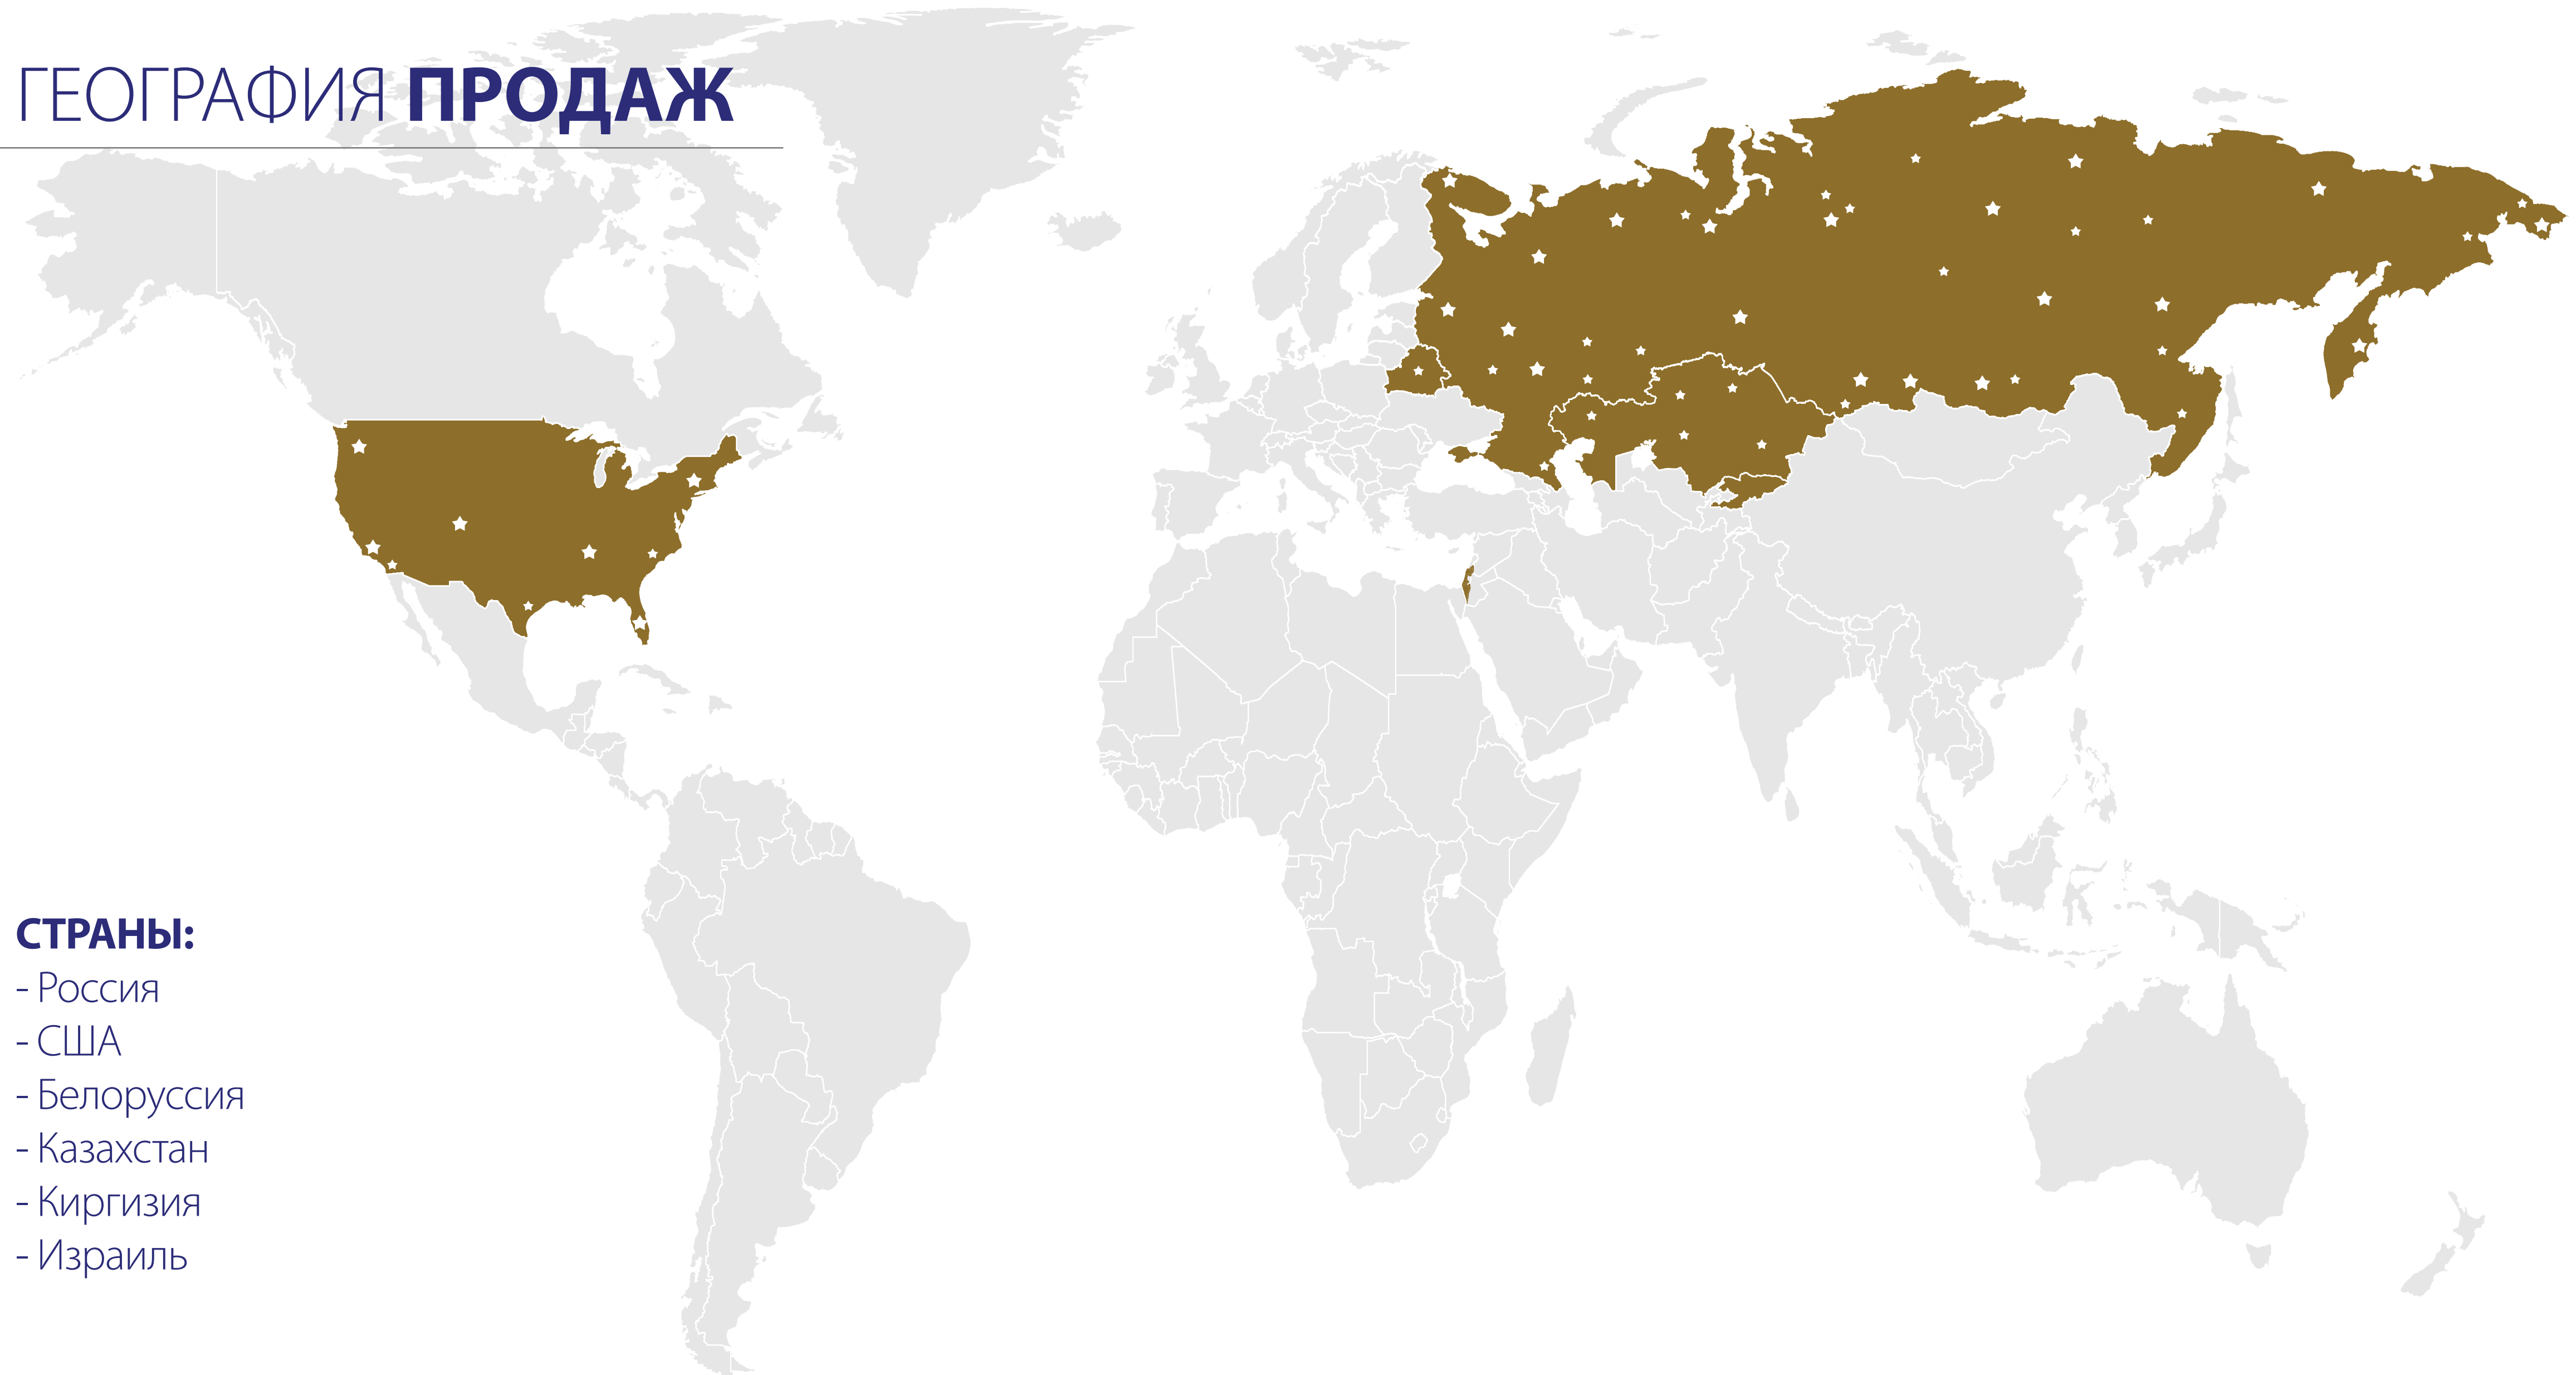 ГЕОГРАФИЯ ПРОДАЖ
СТРАНЫ:
- Россия
- США
- Белоруссия
- Казахстан
- Киргизия
- Израиль